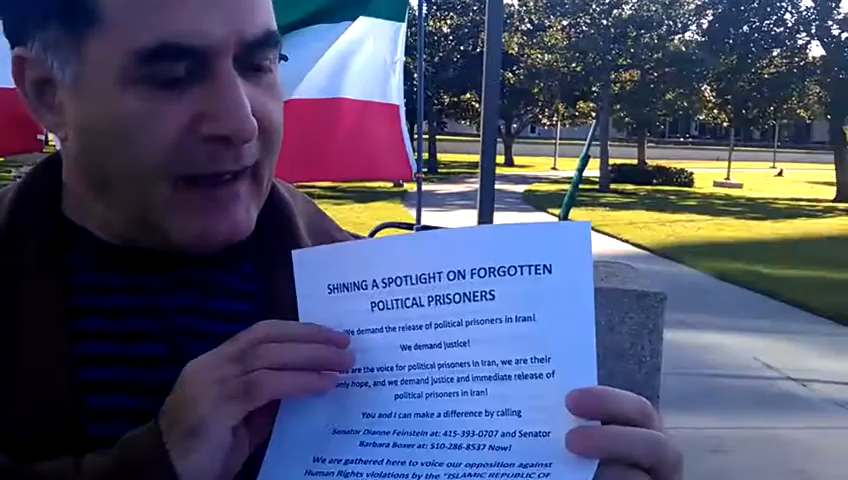 SHINING A SPOTLIGHT ON FORGOTTEN
POLITICAL PRISONERS
We demand the release of political prisoners in Iran!
We demand justice!
are the voice for political prisoners in Iran, we are their
only hope, and we demand justice and immediate release of
political prisoners in Iran!
You and I can make a difference by calling
Senator Dianne Feinstein at: 415-393-0707 and Senator
Barbara Boxer at: 510-286-8537 Now!
We are gathered here to voice our opposition against
Human Rights violations by the "ISLAMIC REPUBLIC OF